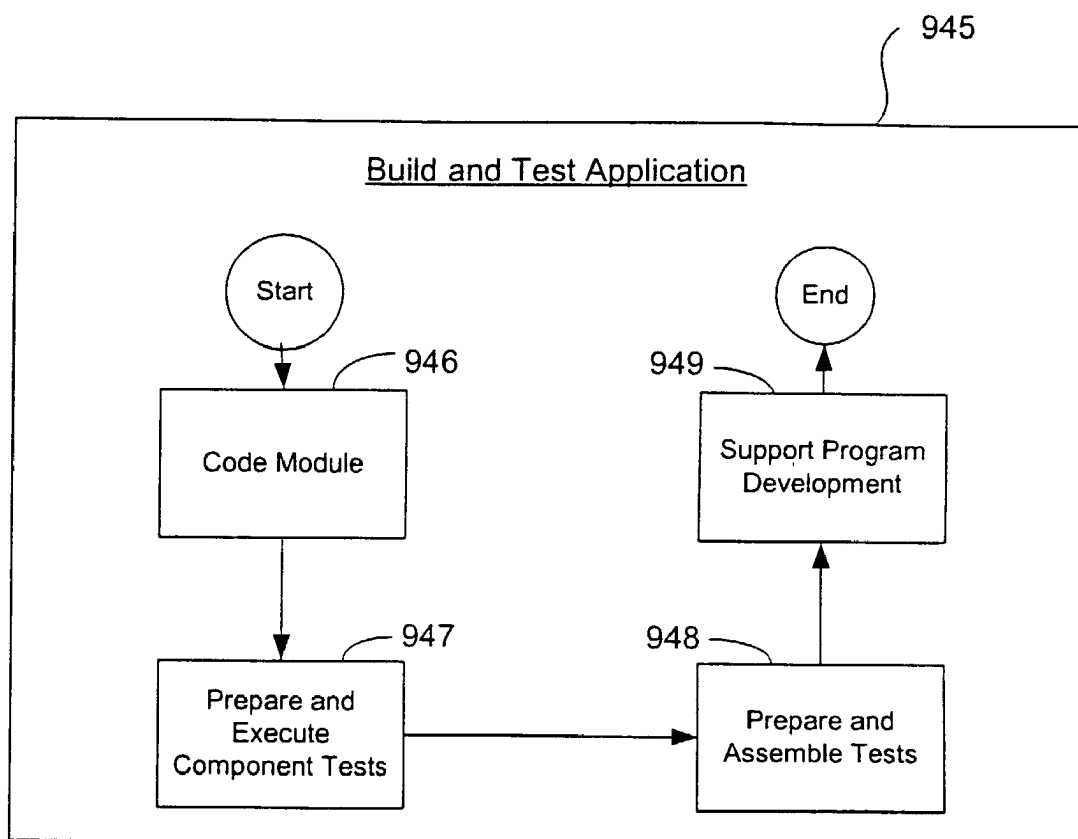 945
Build and Test Application
Start
End
946
949
Code Module
Support Program
Development
947
948
Prepare and
Execute
Component Tests
Prepare and
Assemble Tests